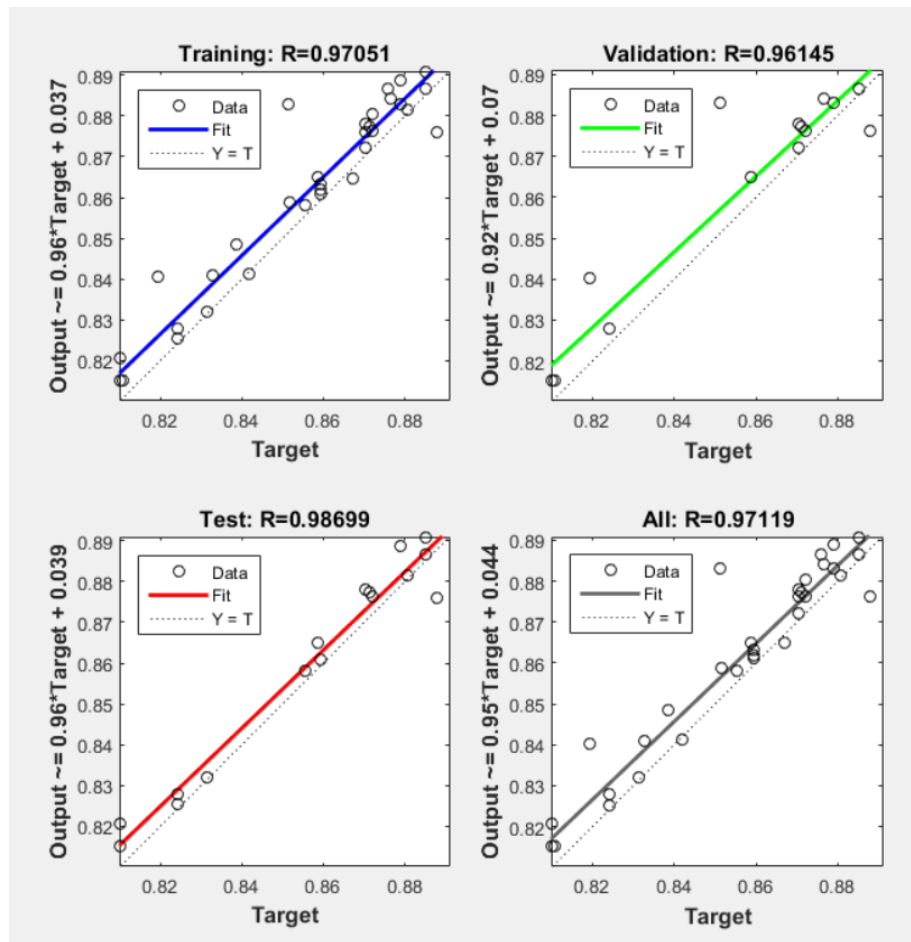 Training: R=0.97051
Output ~= 0.96*Target + 0.037
0.89
0.88
0.87
0.86
0.85
0.84
0.83
0.82
Data
Fit
Y = T
0.82 0.84 0.86 0.88
Target
Validation: R=0.96145
Output ~= 0.92*Target + 0.07
0.89
0.88
0.87
0.86
0.85
0.84
0.83
0.82
Data
Fit
Y = T
0.82 0.84 0.86 0.88
Target
Test: R=0.98699
Output ~= 0.96*Target + 0.039
0.89
0.88
0.87
0.86
0.85
0.84
0.83
0.82
Data
Fit
Y = T
0.82 0.84 0.86 0.88
Target
All: R=0.97119
Output ~= 0.95*Target + 0.044
0.89
0.88
0.87
0.86
0.85
0.84
0.83
0.82
Data
Fit
Y = T
0.82 0.84 0.86 0.88
Target